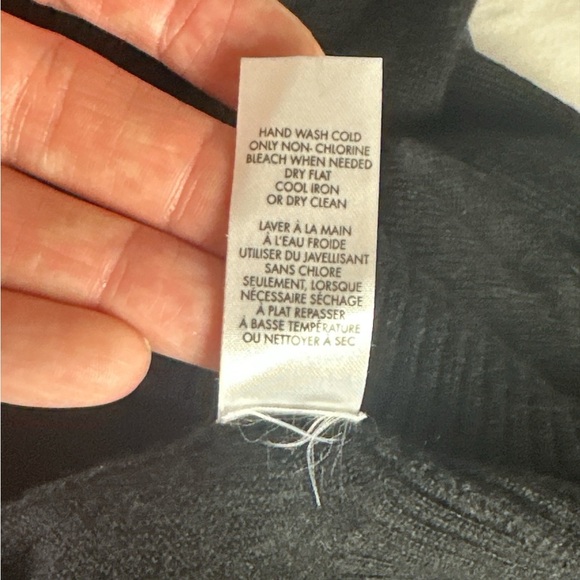 HAND WASH COLD
ONLY NON- CHLORINE
BLEACH WHEN NEEDED
DRY FLAT
COOL IRON
OR DRY CLEAN
LAVER À LA MAIN
À L'EAU FROIDE
UTILISER DU JAVELLISANT
SANS CHLORE
SEULEMENT, LORSQUE
NÉCESSAIRE SÉCHAGE
À PLAT REPASSER
À BASSE TEMPÉRATURE
OU NETTOYER À SEC